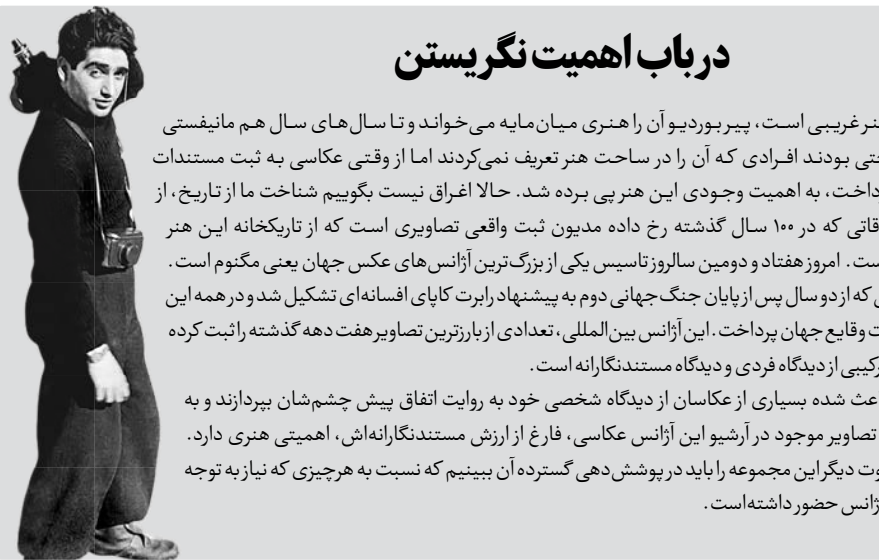 در باب اهمیت نگریستن
غریبی است، پیر بوردیو آن را هنری میان‌مایه می‌خواند و تا سال‌های سال هم مانیفستی
بودند افرادی که آن را در ساحت هنر تعریف نمی‌کردند اما از وقتی عکاسی به ثبت مستندات
به اهمیت وجودی این هنر پی برده شد. حالا اغراق نیست بگوییم شناخت ما از تاریخ، از
که در ۱۰۰ سال گذشته رخ داده مدیون ثبت واقعی تصاویری است که از تاریکخانه این هنر
امروز هفتاد و دومین سالروز تاسیس یکی از بزرگ‌ترین آژانس‌های عکس جهان یعنی مگنوم است.
که از دو سال پس از پایان جنگ جهانی دوم به پیشنهاد رابرت کاپای افسانه‌ای تشکیل شد و در همه این
وقایع جهان پرداخت. این آژانس بین‌المللی، تعدادی از بارزترین تصاویر هفت دهه گذشته را ثبت کرده
از دیدگاه فردی و دیدگاه مستندنگارانه است.
شده بسیاری از عکاسان از دیدگاه شخصی خود به روایت اتفاق پیش چشم‌شان بپردازند و به
تصاویر موجود در آرشیو این آژانس عکاسی، فارغ از ارزش مستندنگارانه‌اش، اهمیتی هنری دارد.
دیگر این مجموعه را باید در پوشش‌دهی گسترده آن ببینیم که نسبت به هر چیزی که نیاز به توجه
حضور داشته‌است.